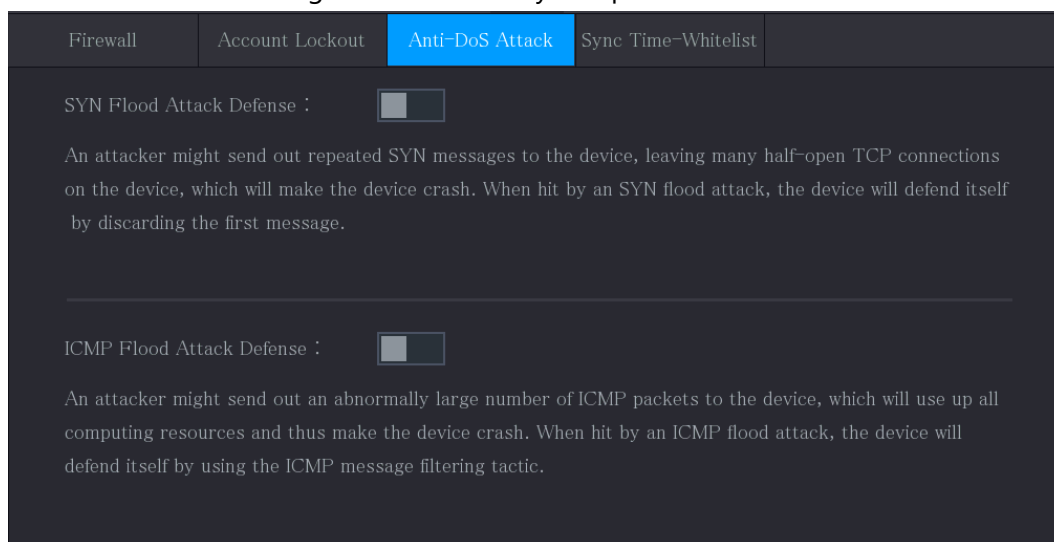 Firewall Account Lockout Anti-DoS Attack Sync Time-Whitelist
SYN Flood Attack Defense :
An attacker might send out repeated SYN messages to the device, leaving many half-open TCP connections
on the device, which will make the device crash. When hit by an SYN flood attack, the device will defend itself
by discarding the first message.
ICMP Flood Attack Defense :
An attacker might send out an abnormally large number of ICMP packets to the device, which will use up all
computing resources and thus make the device crash. When hit by an ICMP flood attack, the device will
defend itself by using the ICMP message filtering tactic.